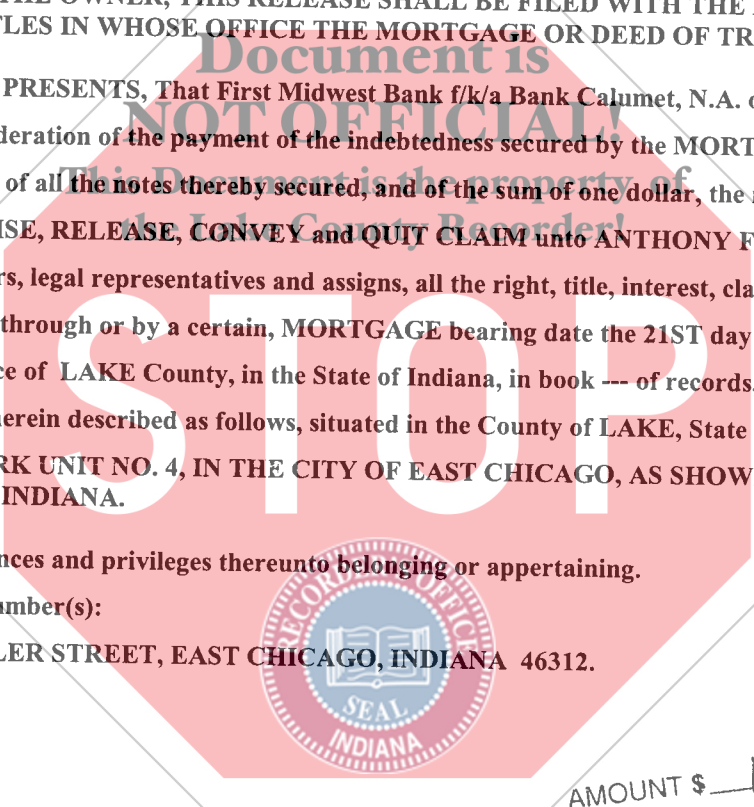 THE OWNER, THIS RELEASE SHALL BE FILED WITH THE
TLES IN WHOSE OFFICE THE MORTGAGE OR DEED OF TR
Document is
PRESENTS, That First Midwest Bank f/k/a Bank Calumet, N.A.
NOT OFFICIAL!
deration of the payment of the indebtedness secured by the MORT
This Document is the property of
of all the notes thereby secured, and of the sum of one dollar, the
the Lake County Recorder!
ISE, RELEASE, CONVEY and QUIT CLAIM unto ANTHONY F
rs, legal representatives and assigns, all the right, title, interest, cla
STOP
through or by a certain, MORTGAGE bearing date the 21ST day
ce of LAKE County, in the State of Indiana, in book --- of records
erein described as follows, situated in the County of LAKE, State
RK UNIT NO. 4, IN THE CITY OF EAST CHICAGO, AS SHOW
INDIANA.
nces and privileges thereunto belonging or appertaining.
umber(s):
LER STREET, EAST CHICAGO, INDIANA 46312.
RECORDER'S OFFICE
SEAL
INDIANA
AMOUNT $